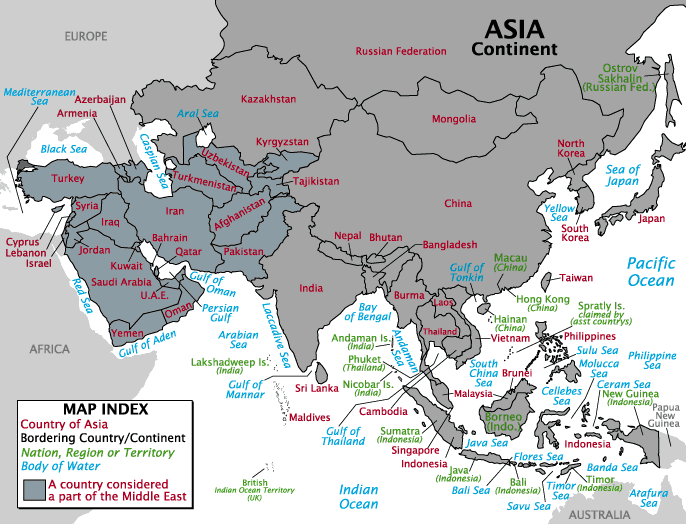 ASIA
Continent
EUROPE
Russian Federation
Ostrov
Sakhalin
(Russian Fed.)
Mediterranean
Sea
Azerbaijan
Armenia
Kazakhstan
Aral Sea
Mongolia
Black Sea
Caspian Sea
Kyrgyzstan
Uzbekistan
North
Korea
Turkey
Turkmenistan
Tajikistan
Sea of
Japan
Syria
Iran
Afghanistan
China
Yellow
Sea
Iraq
Japan
South
Korea
Cyprus
Lebanon
Israel
Jordan
Bahrain
Qatar
Pakistan
Nepal
Bhutan
Bangladesh
Kuwait
Macau
(China)
Pacific
Ocean
Saudi Arabia
Gulf of
Oman
India
Gulf of
Tonkin
Taiwan
Red Sea
U.A.E.
Oman
Persian
Gulf
Burma
Laos
Hong Kong
(China)
Bay
of Bengal
Hainan
(China)
Spratly Is.
claimed by
(asst countrys)
Yemen
Gulf of Aden
Arabian
Sea
Laccadive Sea
Thailand
Vietnam
Philippines
AFRICA
Andaman Is.
(India)
Andaman
Sea
Sulu Sea
Philippine
Sea
Lakshadweep Is.
(India)
Phuket
(Thailand)
South
China
Sea
Molucca
Sea
Brunei
Gulf of
Mannar
Sri Lanka
Nicobar Is.
(India)
Ceram Sea
Malaysia
Cellebes
Sea
New Guinea
(Indonesia)
Maldives
Cambodia
Borneo
(Indo.)
Papua
New
Guinea
Gulf of
Thailand
Sumatra
(Indonesia)
Singapore
Indonesia
Java Sea
Indonesia
Flores Sea
Banda Sea
Java
(Indonesia)
Bali Sea
Bali
(Indonesia)
Savu Sea
Timor
Sea
Timor
(Indonesia)
Arafura
Sea
British
Indian Ocean Territory
(UK)
Indian
Ocean
AUSTRALIA
MAP INDEX
Country of Asia
Bordering Country/Continent
Nation, Region or Territory
Body of Water
A country considered
a part of the Middle East